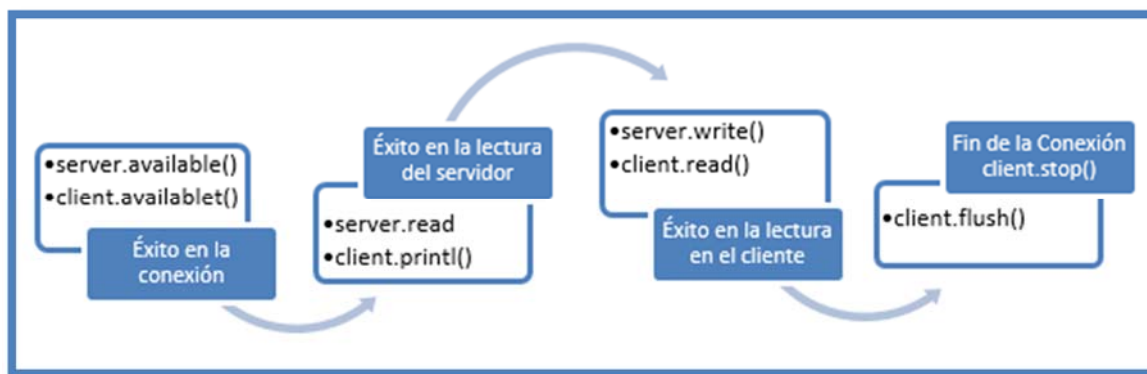 •server.available()
•client.availablet()
Éxito en la
conexión
Éxito en la lectura
del servidor
•server.read
•client.printl()
•server.write()
•client.read()
Éxito en la lectura
en el cliente
Fin de la Conexión
client.stop()
•client.flush()